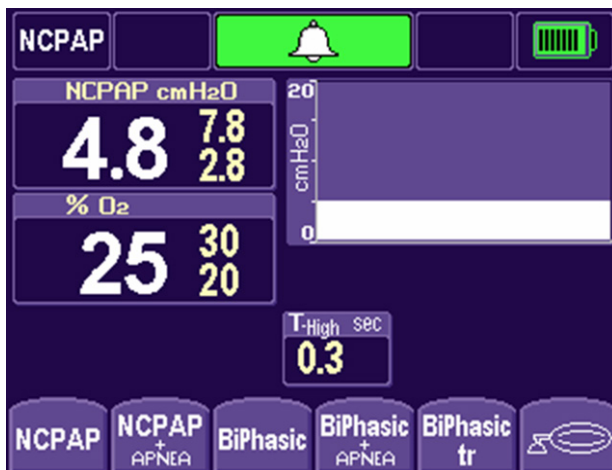 NCPAP
NCPAP cmH2O
4.8
7.8
2.8
20
cmH2O
0
% O2
25
30
20
T-High sec
0.3
NCPAP
NCPAP
+
APNEA
BiPhasic
BiPhasic
+
APNEA
BiPhasic
tr